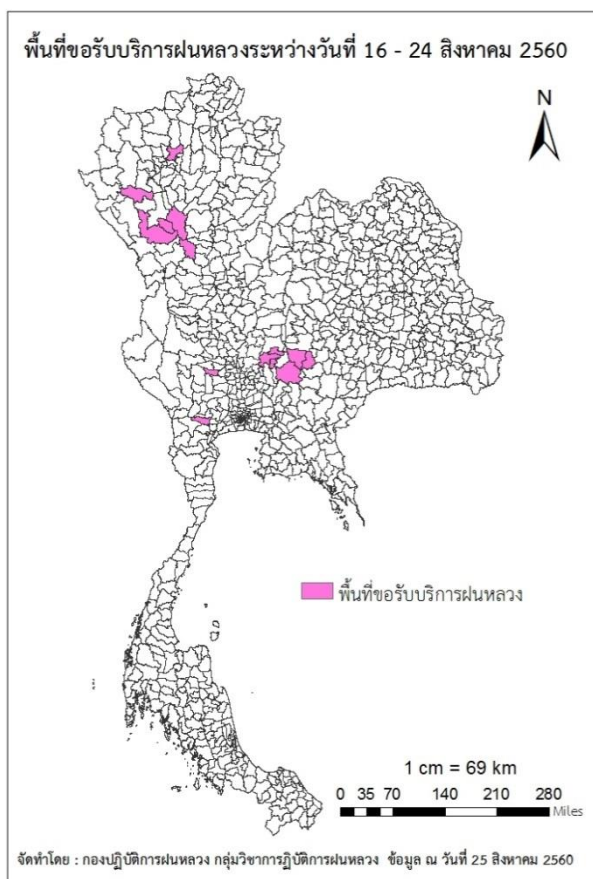 พื้นที่ขอรับบริการฝนหลวงระหว่างวันที่ 16 - 24 สิงหาคม 2560
N
พื้นที่ขอรับบริการฝนหลวง
1 cm = 69 km
0 35 70 140 210 280
Miles
จัดทำโดย : กองปฏิบัติการฝนหลวง กลุ่มวิชาการฏิบัติการฝนหลวง ข้อมูล ณ วันที่ 25 สิงหาคม 2560